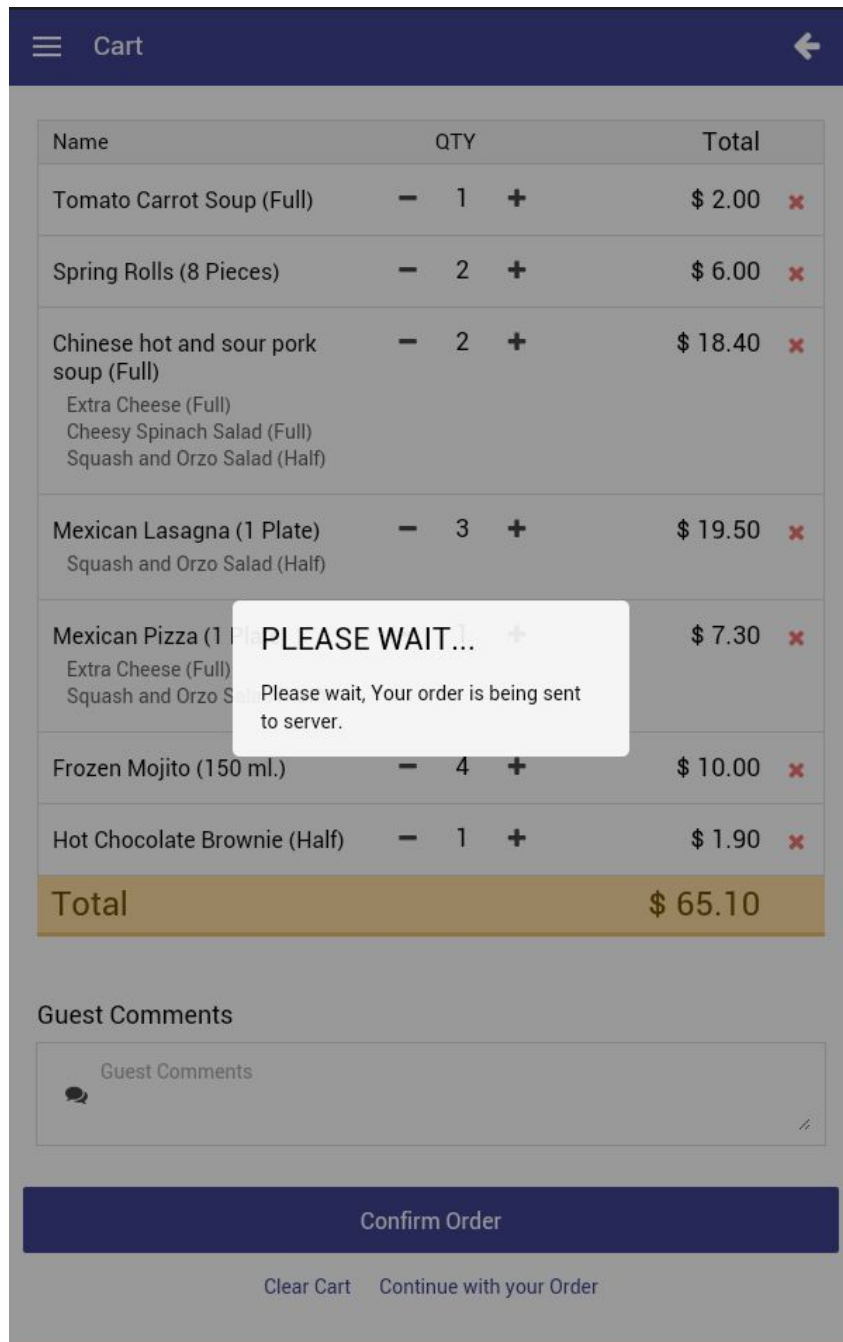 Cart
Name QTY Total
Tomato Carrot Soup (Full) − 1 + $ 2.00
Spring Rolls (8 Pieces) − 2 + $ 6.00
Chinese hot and sour pork − 2 + $ 18.40
soup (Full)
Extra Cheese (Full)
Cheesy Spinach Salad (Full)
Squash and Orzo Salad (Half)
Mexican Lasagna (1 Plate) − 3 + $ 19.50
Squash and Orzo Salad (Half)
Mexican Pizza (1 1 + $ 7.30
Extra Cheese (Full)
Squash and Orzo
PLEASE WAIT...
Please wait, Your order is being sent
to server.
Frozen Mojito (150 ml.) − 4 + $ 10.00
Hot Chocolate Brownie (Half) − 1 + $ 1.90
Total $ 65.10
Guest Comments
Guest Comments
Confirm Order
Clear Cart Continue with your Order